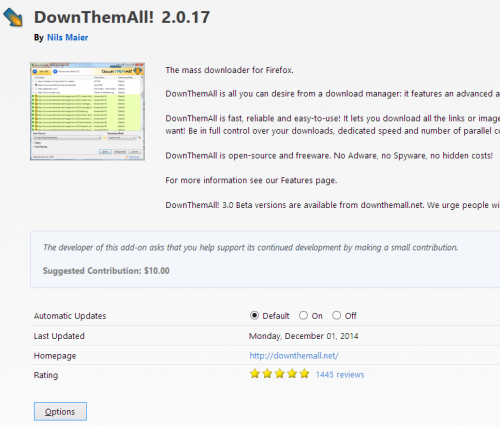 DownThemAll! 2.0.17
By Nils Maier
The mass downloader for Firefox.
DownThemAll is all you can desire from a download manager: it features an advanced a
DownThemAll is fast, reliable and easy-to-use! It lets you download all the links or image
want! Be in full control over your downloads, dedicated speed and number of parallel co
DownThemAll is open-source and freeware. No Adware, no Spyware, no hidden costs!
For more information see our Features page.
DownThemAll! 3.0 Beta versions are available from downthemall.net. We urge people wi
The developer of this add-on asks that you help support its continued development by making a small contribution.
Suggested Contribution: $10.00
Automatic Updates Default On Off
Last Updated Monday, December 01, 2014
Homepage http://downthemall.net/
Rating 1445 reviews
Options